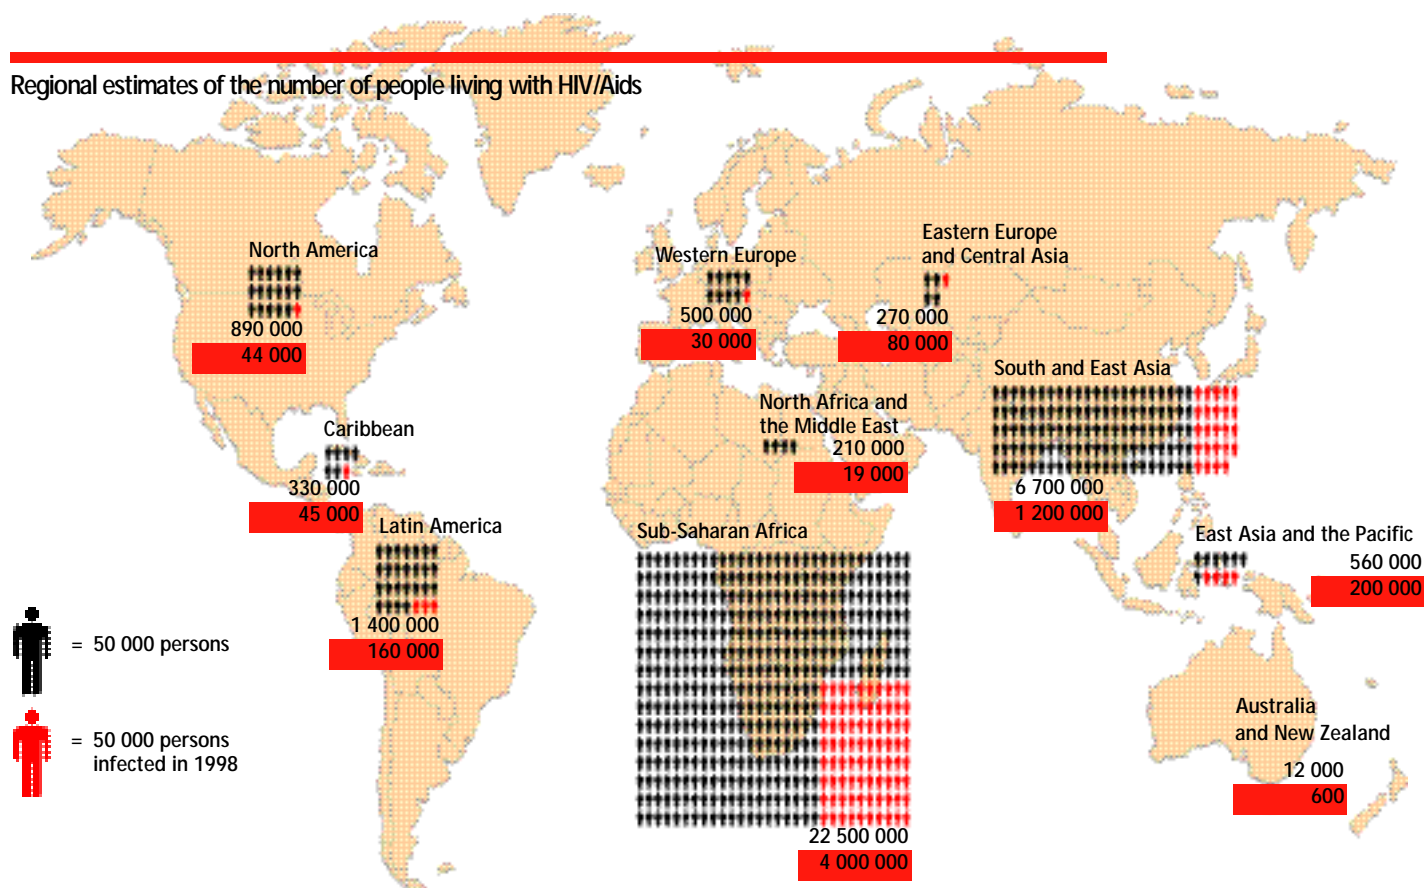 Regional estimates of the number of people living with HIV/Aids
North America
890 000
44 000
Western Europe
500 000
30 000
Eastern Europe
and Central Asia
270 000
80 000
South and East Asia
6 700 000
1 200 000
North Africa and
the Middle East
210 000
19 000
Caribbean
330 000
45 000
Latin America
1 400 000
160 000
Sub-Saharan Africa
22 500 000
4 000 000
East Asia and the Pacific
560 000
200 000
Australia
and New Zealand
12 000
600
= 50 000 persons
= 50 000 persons
infected in 1998